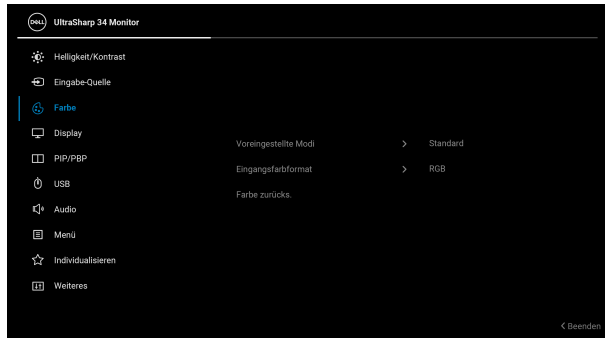 DELL UltraSharp 34 Monitor
Helligkeit/Kontrast
Eingabe-Quelle
Farbe
Display
Voreingestellte Modi > Standard
PIP/PBP
Eingangsfarbformat > RGB
USB
Farbe zurücks.
Audio
Menü
Individualisieren
Weiteres
< Beenden